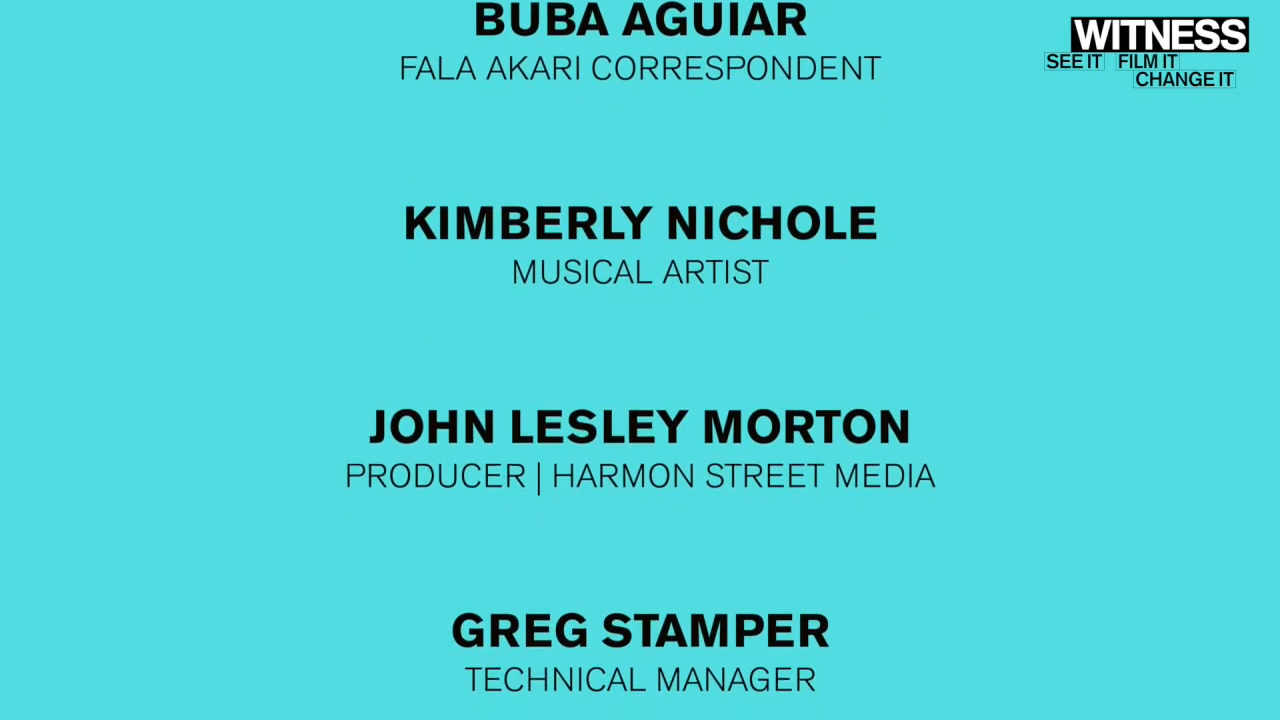 BUBA AGUIAR
FALA AKARI CORRESPONDENT
WITNESS
SEE IT FILM IT
CHANGE IT
KIMBERLY NICHOLE
MUSICAL ARTIST
JOHN LESLEY MORTON
PRODUCER | HARMON STREET MEDIA
GREG STAMPER
TECHNICAL MANAGER